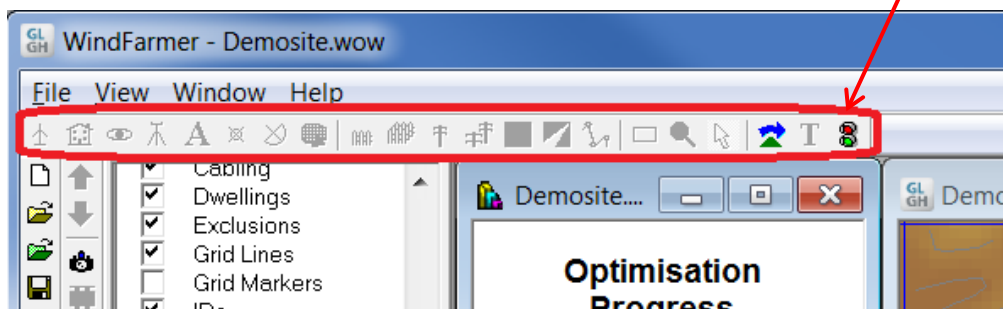 GL GH WindFarmer - Demosite.wow
File View Window Help
A T
Cabling
Dwellings
Exclusions
Grid Lines
Grid Markers
IDs
Demosite....
Optimisation
Progress
GL GH Demo